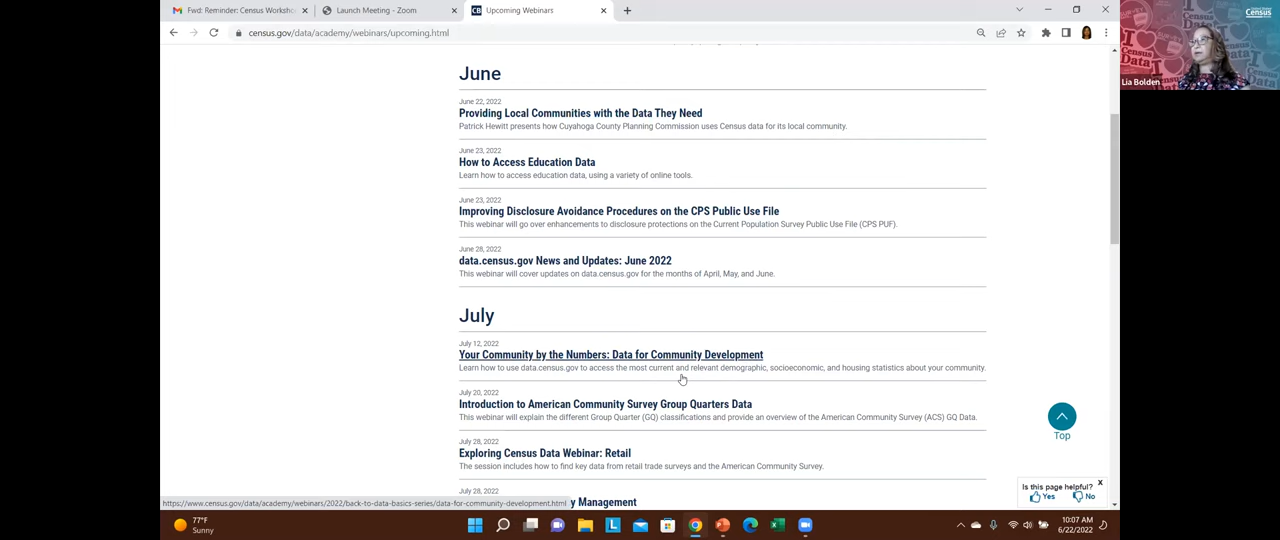 Fwd: Reminder: Census Worksho
Launch Meeting - Zoom
CB Upcoming Webinars
census.gov/data/academy/webinars/upcoming.html
Census
Lia Bolden
June
June 22, 2022
Providing Local Communities with the Data They Need
Patrick Hewitt presents how Cuyahoga County Planning Commission uses Census data for its local community.
June 23, 2022
How to Access Education Data
Learn how to access education data, using a variety of online tools.
June 23, 2022
Improving Disclosure Avoidance Procedures on the CPS Public Use File
This webinar will go over enhancements to disclosure protections on the Current Population Survey Public Use File (CPS PUF).
June 28, 2022
data.census.gov News and Updates: June 2022
This webinar will cover updates on data.census.gov for the months of April, May, and June.
July
July 12, 2022
Your Community by the Numbers: Data for Community Development
Learn how to use data.census.gov to access the most current and relevant demographic, socioeconomic, and housing statistics about your community.
July 20, 2022
Introduction to American Community Survey Group Quarters Data
This webinar will explain the different Group Quarter (GQ) classifications and provide an overview of the American Community Survey (ACS) GQ Data.
Top
July 28, 2022
Exploring Census Data Webinar: Retail
The session includes how to find key data from retail trade surveys and the American Community Survey.
Is this page helpful? X
Yes No
July 28, 2022
y Management
https://www.census.gov/data/academy/webinars/2022/back-to-data-basics-series/data-for-community-development.html
77°F
Sunny
10:07 AM
6/22/2022